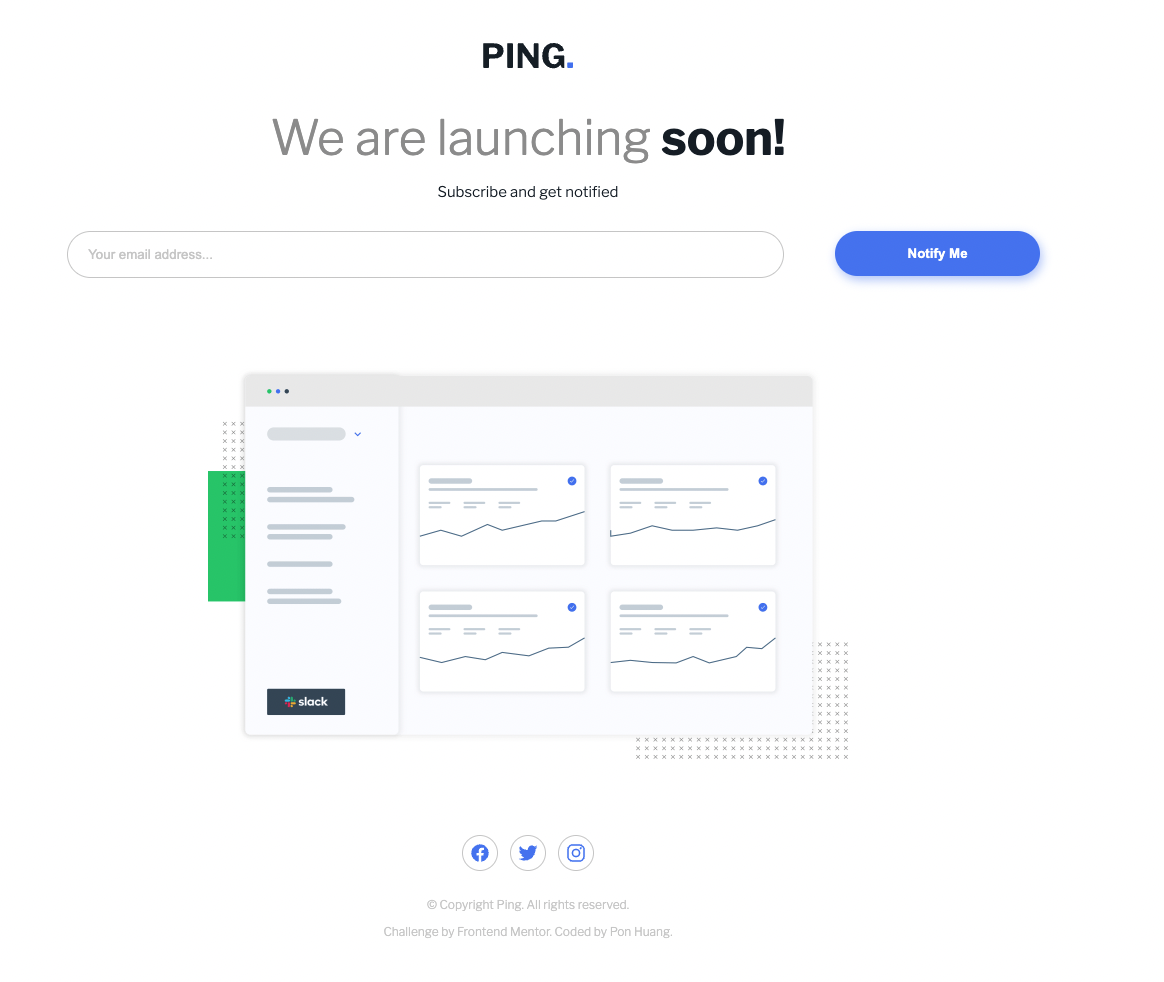 PING.
We are launching soon!
Subscribe and get notified
Your email address...
Notify Me
slack
© Copyright Ping. All rights reserved.
Challenge by Frontend Mentor. Coded by Pon Huang.